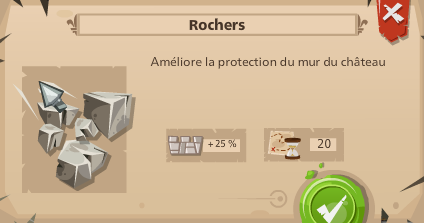 Rochers
Améliore la protection du mur du château
+25 %
20